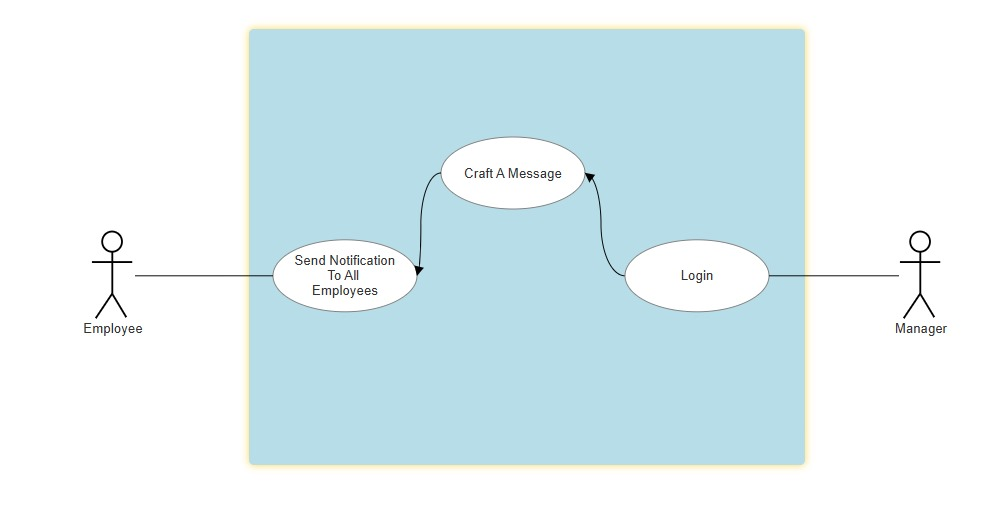 Craft A Message
Send Notification
To All
Employees
Login
Employee
Manager